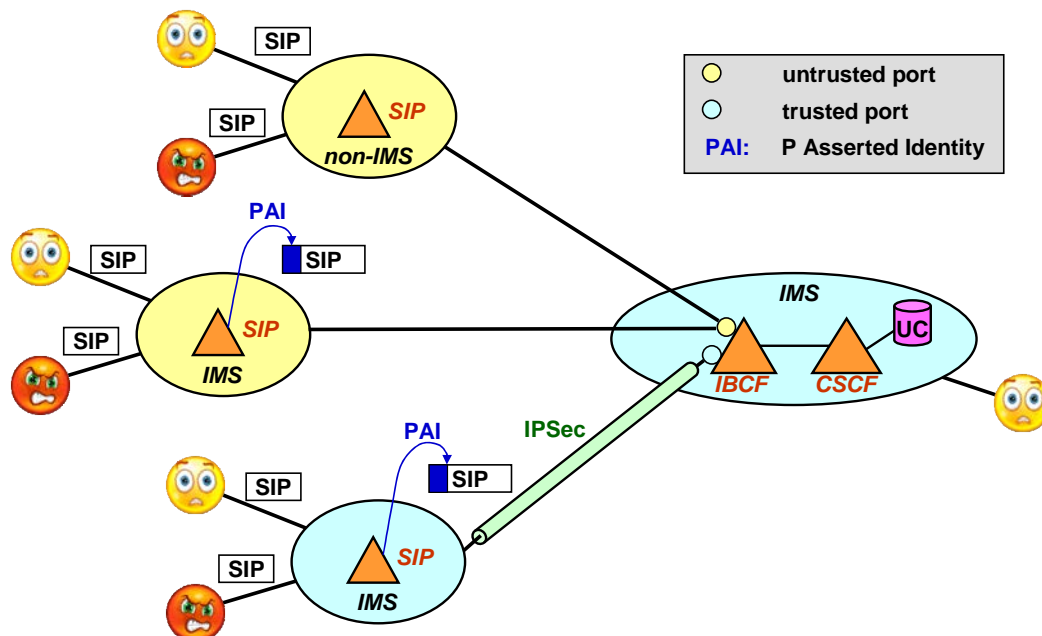 SIP
SIP
SIP
non-IMS
untrusted port
trusted port
PAI: P Asserted Identity
PAI
SIP
SIP
SIP
SIP
IMS
IMS
UC
IBCF
CSCF
IPSec
PAI
SIP
SIP
SIP
SIP
IMS